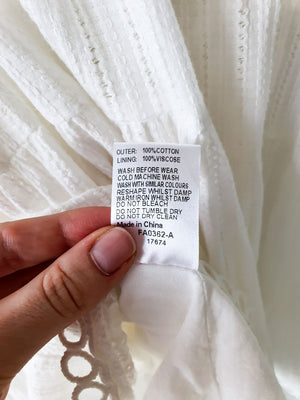 OUTER: 100%COTTON
LINING: 100%VISCOSE
WASH BEFORE WEAR
COLD MACHINE WASH
WASH WITH SIMILAR COLOURS
RESHAPE WHILST DAMP
WARM IRON WHILST DAMP
DO NOT BLEACH
DO NOT TUMBLE DRY
DO NOT DRY CLEAN
Made in China
FA0362-A
17674